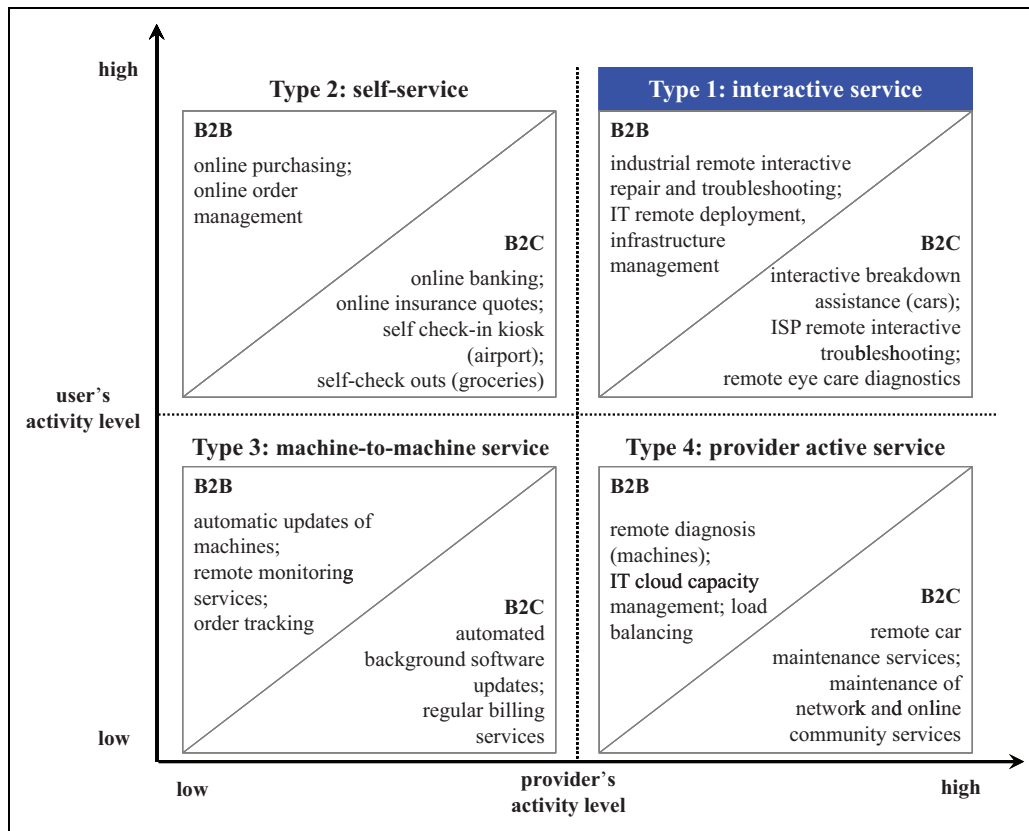 high
Type 2: self-service
B2B
online purchasing;
online order
management
B2C
online banking;
online insurance quotes;
self check-in kiosk
(airport);
self-check outs (groceries)
Type 1: interactive service
B2B
industrial remote interactive
repair and troubleshooting;
IT remote deployment,
infrastructure
management
B2C
interactive breakdown
assistance (cars);
ISP remote interactive
troubleshooting;
remote eye care diagnostics
user's
activity level
Type 3: machine-to-machine service
B2B
automatic updates of
machines;
remote monitoring
services;
order tracking
B2C
automated
background software
updates;
regular billing
services
Type 4: provider active service
B2B
remote diagnosis
(machines);
IT cloud capacity
management; load
balancing
B2C
remote car
maintenance services;
maintenance of
network and online
community services
low
low
provider's
activity level
high